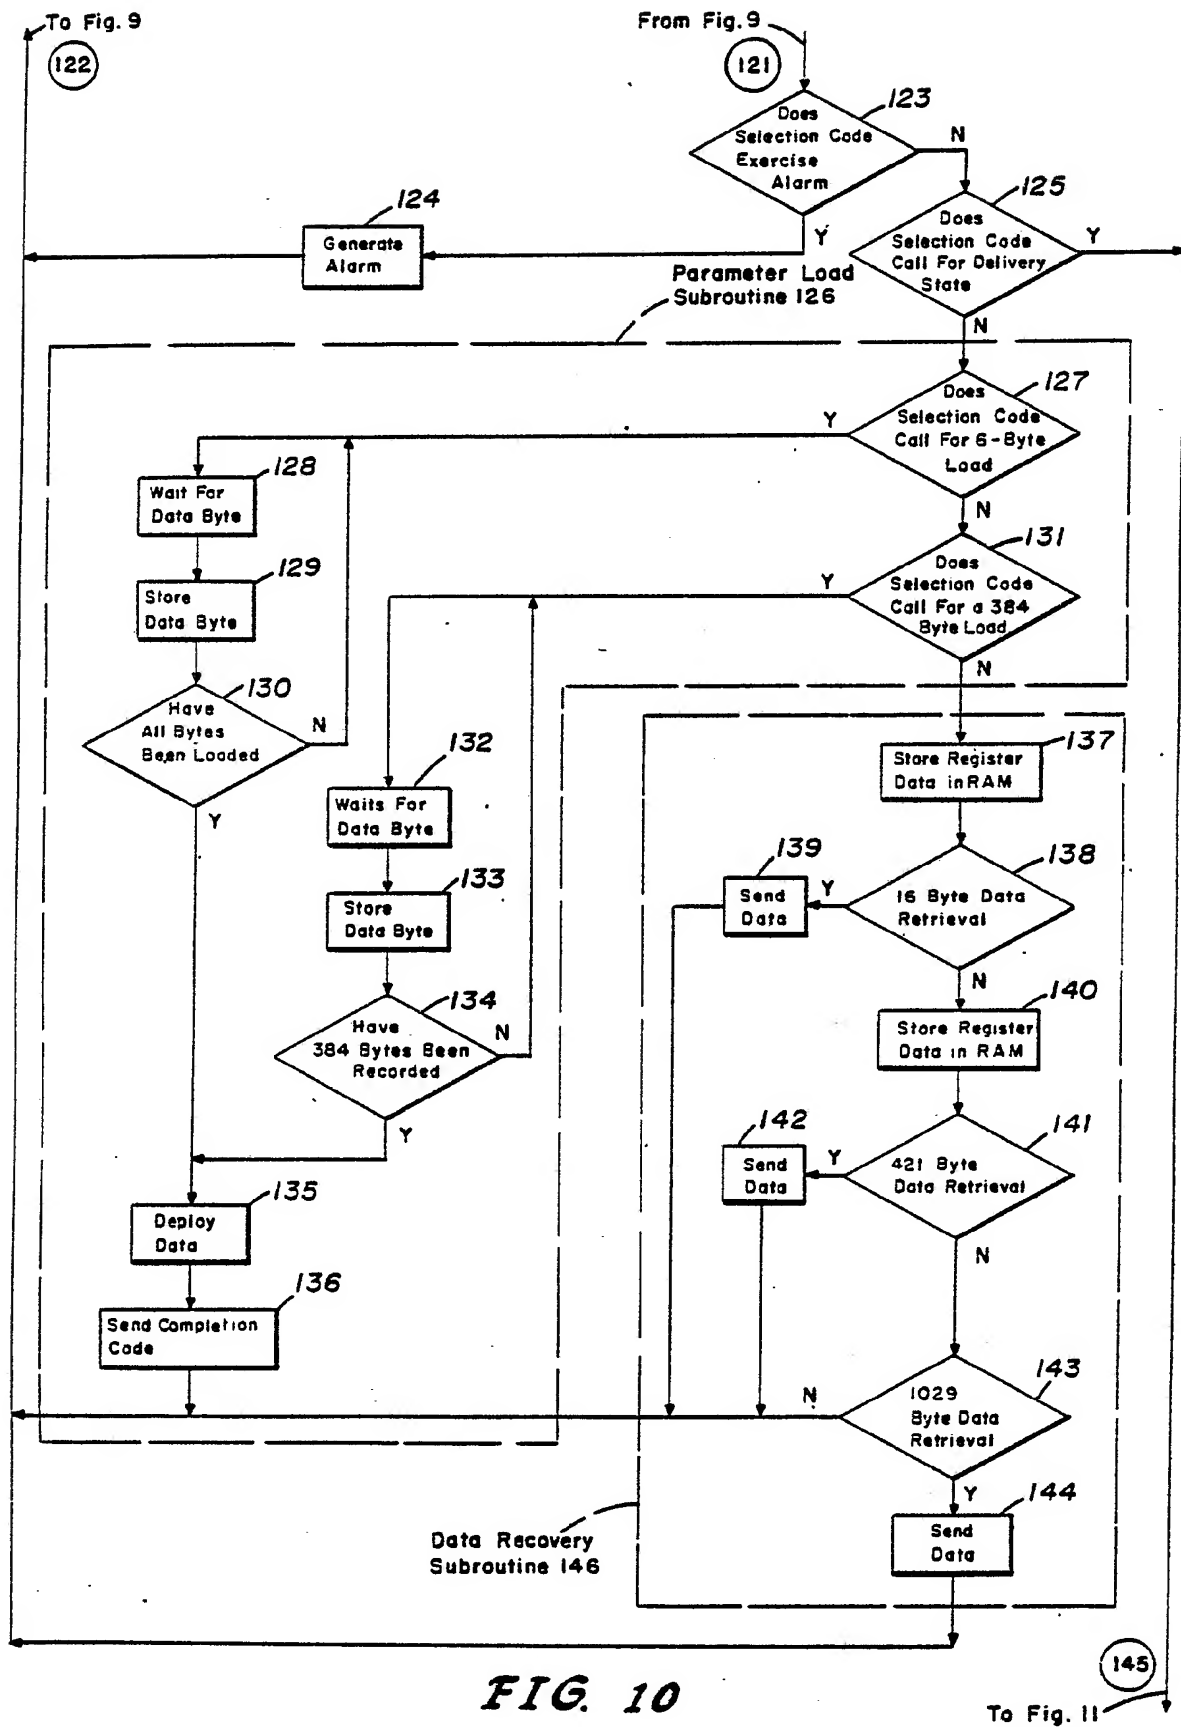 To Fig. 9
122
From Fig. 9
121
123
Does
Selection Code
Exercise
Alarm
N
Y
124
Generate
Alarm
125
Does
Selection Code
Call For Delivery
State
Y
N
Parameter Load
Subroutine 126
127
Does
Selection Code
Call For 6-Byte
Load
Y
N
128
Wait For
Data Byte
129
Store
Data Byte
130
Have
All Bytes
Been Loaded
N
Y
131
Does
Selection Code
Call For a 384
Byte Load
Y
N
132
Waits For
Data Byte
133
Store
Data Byte
134
Have
384 Bytes Been
Recorded
N
Y
135
Deploy
Data
136
Send Completion
Code
137
Store Register
Data in RAM
138
16 Byte Data
Retrieval
Y
N
139
Send
Data
140
Store Register
Data in RAM
141
421 Byte
Data Retrieval
Y
N
142
Send
Data
143
1029
Byte Data
Retrieval
N
Y
144
Send
Data
Data Recovery
Subroutine 146
145
To Fig. 11
FIG. 10